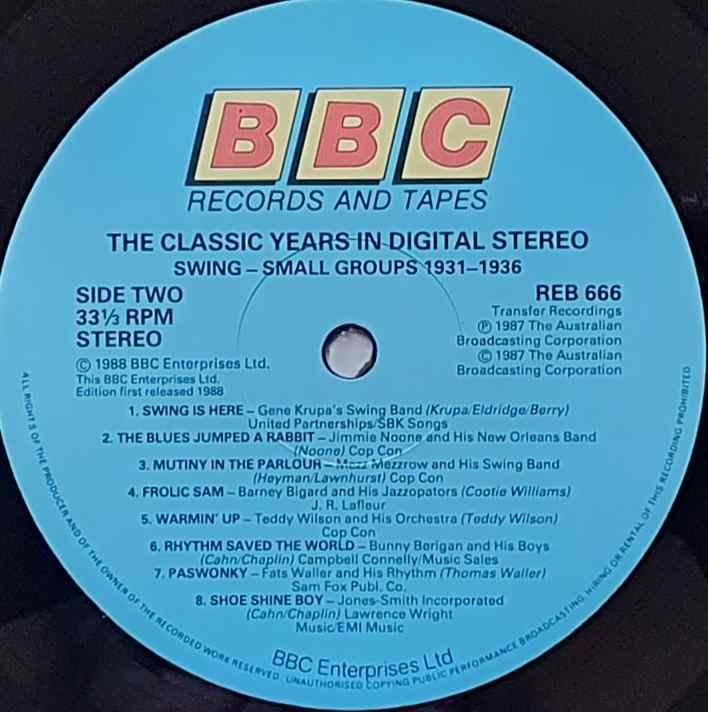 BBC
RECORDS AND TAPES
THE CLASSIC YEARS IN DIGITAL STEREO
SWING – SMALL GROUPS 1931–1936
SIDE TWO
33⅓ RPM
STEREO
© 1988 BBC Enterprises Ltd.
This BBC Enterprises Ltd.
Edition first released 1988
REB 666
Transfer Recordings
℗ 1987 The Australian
Broadcasting Corporation
© 1987 The Australian
Broadcasting Corporation
1. SWING IS HERE – Gene Krupa's Swing Band (Krupa/Eldridge/Berry)
United Partnerships/SBK Songs
2. THE BLUES JUMPED A RABBIT – Jimmie Noone and His New Orleans Band
(Noone) Cop Con
3. MUTINY IN THE PARLOUR – Mezz Mezzrow and His Swing Band
(Heyman/Lawnhurst) Cop Con
4. FROLIC SAM – Barney Bigard and His Jazzopators (Cootie Williams)
J. R. Lafleur
5. WARMIN' UP – Teddy Wilson and His Orchestra (Teddy Wilson)
Cop Con
6. RHYTHM SAVED THE WORLD – Bunny Berigan and His Boys
(Cahn/Chaplin) Campbell Connelly/Music Sales
7. PASWONKY – Fats Waller and His Rhythm (Thomas Waller)
Sam Fox Publ. Co.
8. SHOE SHINE BOY – Jones-Smith Incorporated
(Cahn/Chaplin) Lawrence Wright
Music/EMI Music
BBC Enterprises Ltd
ALL RIGHTS OF THE PRODUCER AND OF THE OWNER OF THE RECORDED WORK RESERVED. UNAUTHORISED COPYING PUBLIC PERFORMANCE BROADCASTING HIRING OR RENTAL OF THIS RECORDING PROHIBITED